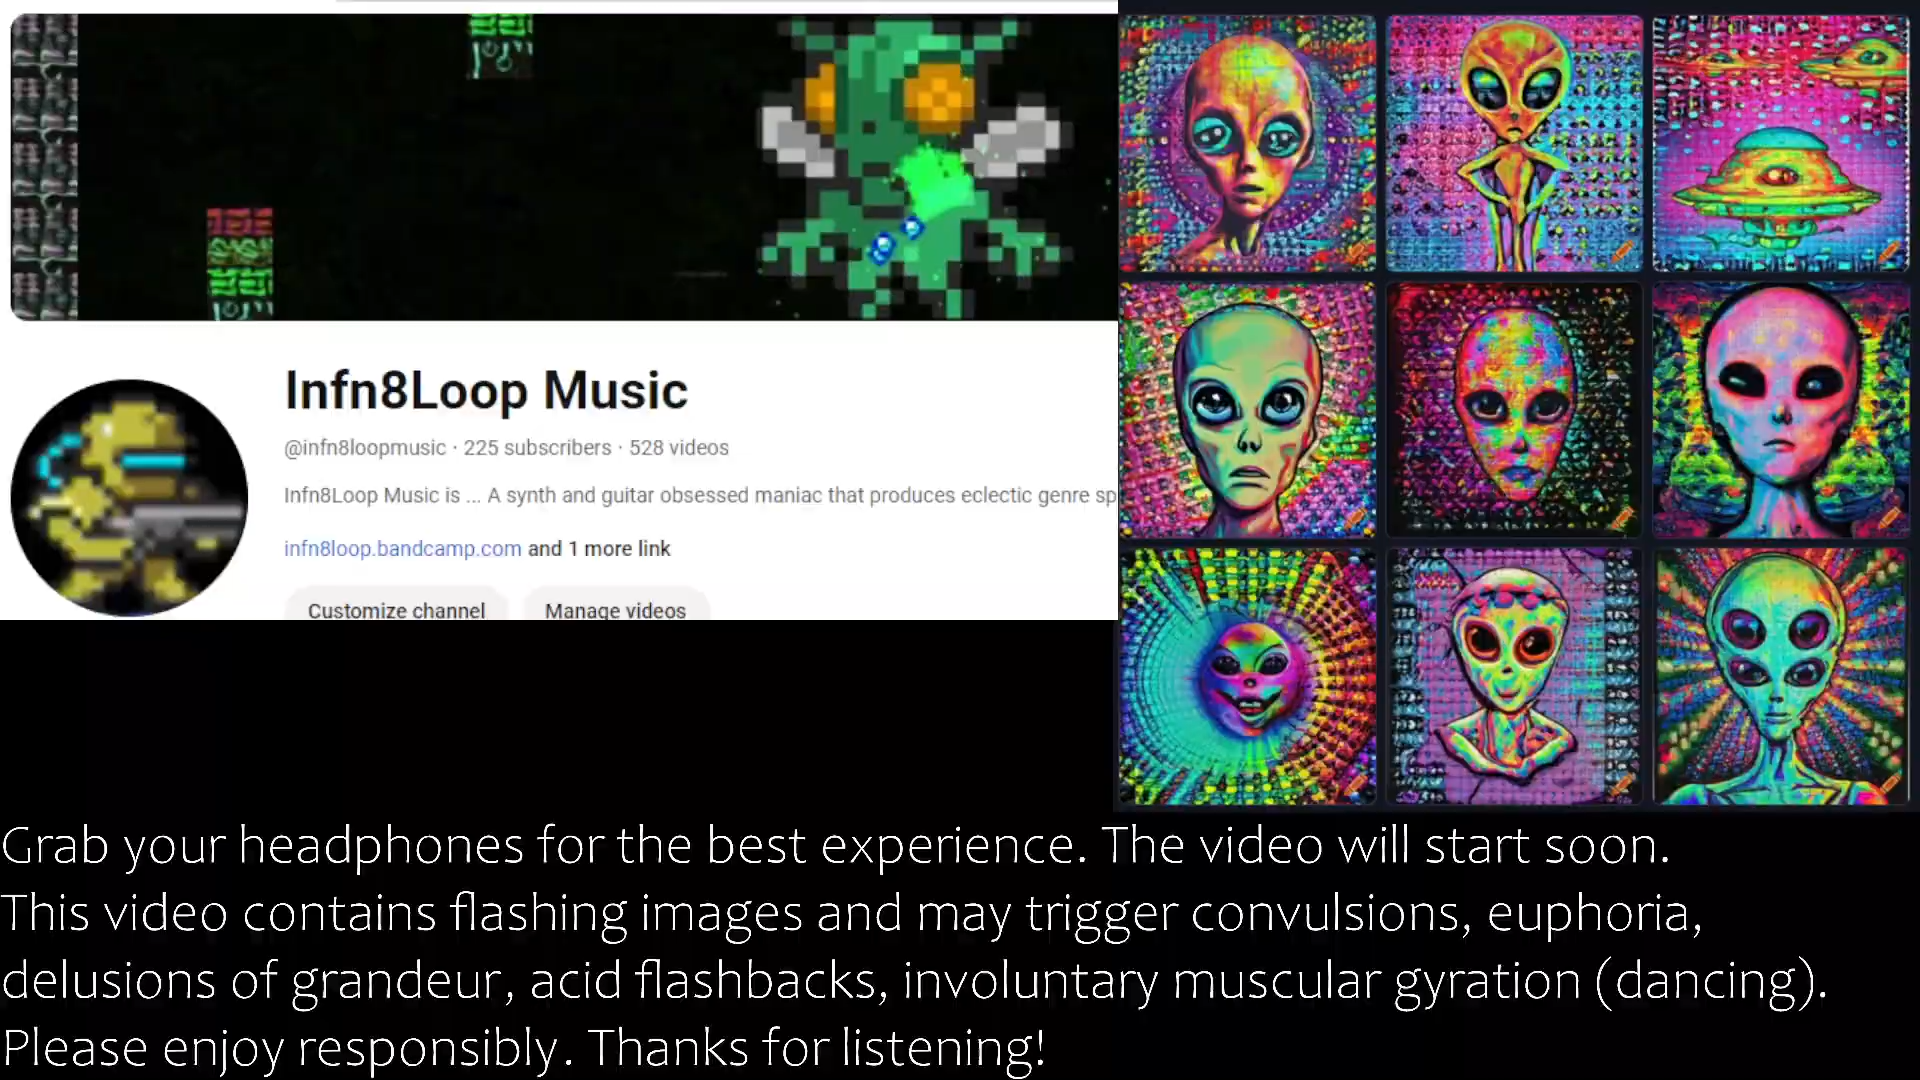 Infn8Loop Music
@infn8loopmusic · 225 subscribers · 528 videos
Infn8Loop Music is ... A synth and guitar obsessed maniac that produces eclectic genre sp
infn8loop.bandcamp.com and 1 more link
Customize channel Manage videos
Grab your headphones for the best experience. The video will start soon.
This video contains flashing images and may trigger convulsions, euphoria,
delusions of grandeur, acid flashbacks, involuntary muscular gyration (dancing).
Please enjoy responsibly. Thanks for listening!